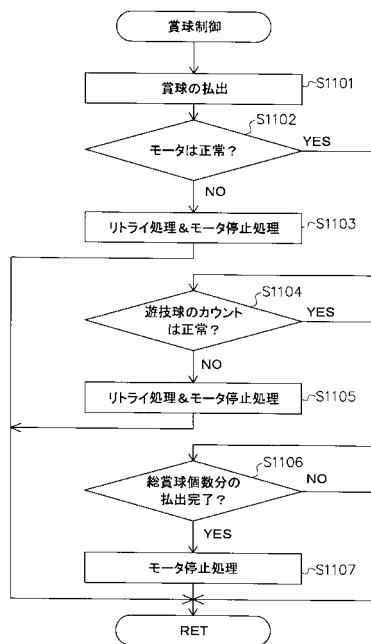 賞球制御
賞球の払出
S1101
S1102
モータは正常？
YES
NO
リトライ処理＆モータ停止処理
S1103
S1104
遊技球のカウント
は正常？
YES
NO
リトライ処理＆モータ停止処理
S1105
S1106
総賞球個数分の
払出完了？
NO
YES
モータ停止処理
S1107
RET